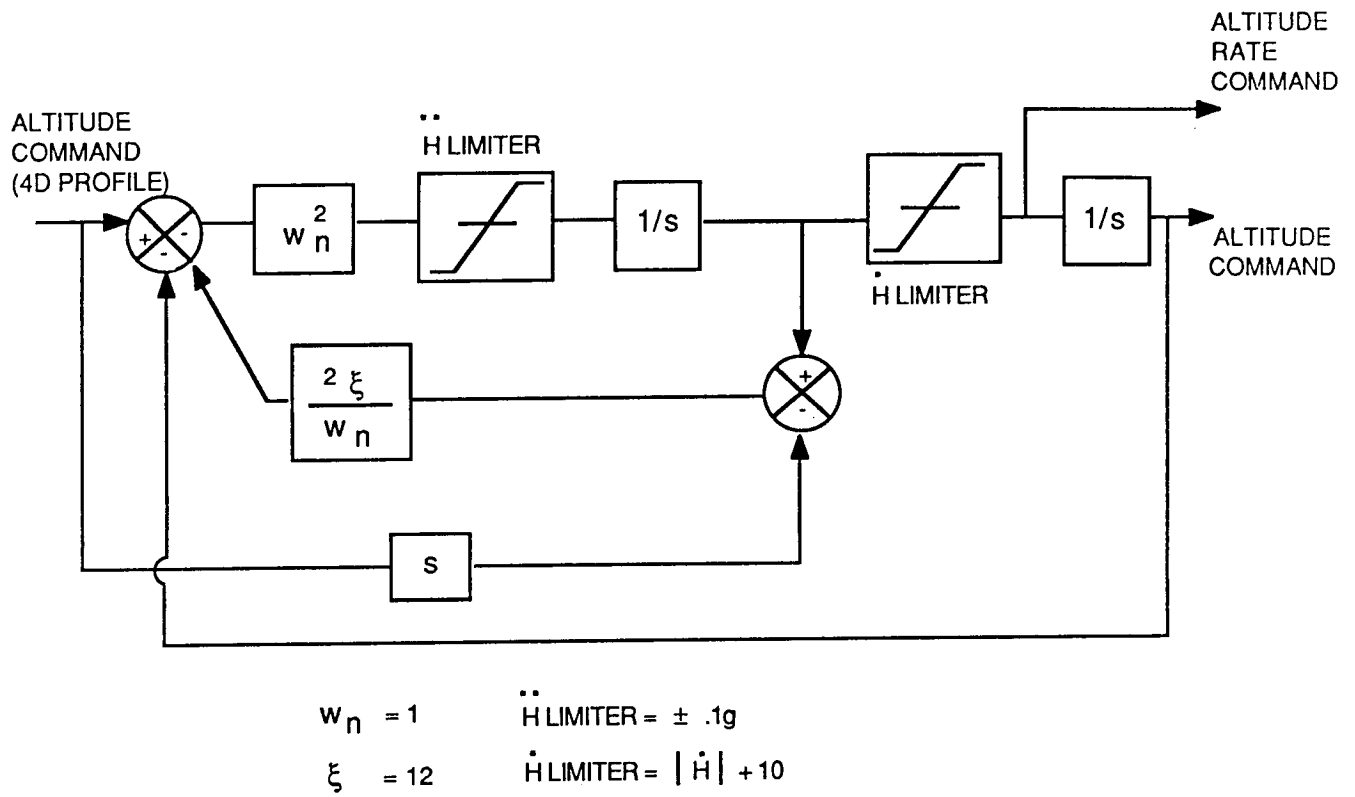 ALTITUDE
RATE
COMMAND
ALTITUDE
COMMAND
(4D PROFILE)
Ḧ LIMITER
+ - -
w_n^2
1/s
1/s
ALTITUDE
COMMAND
Ḣ LIMITER
2 ξ
w_n
+
-
s
w_n = 1 Ḧ LIMITER = ± .1g
ξ = 12 Ḣ LIMITER = | Ḣ | + 10